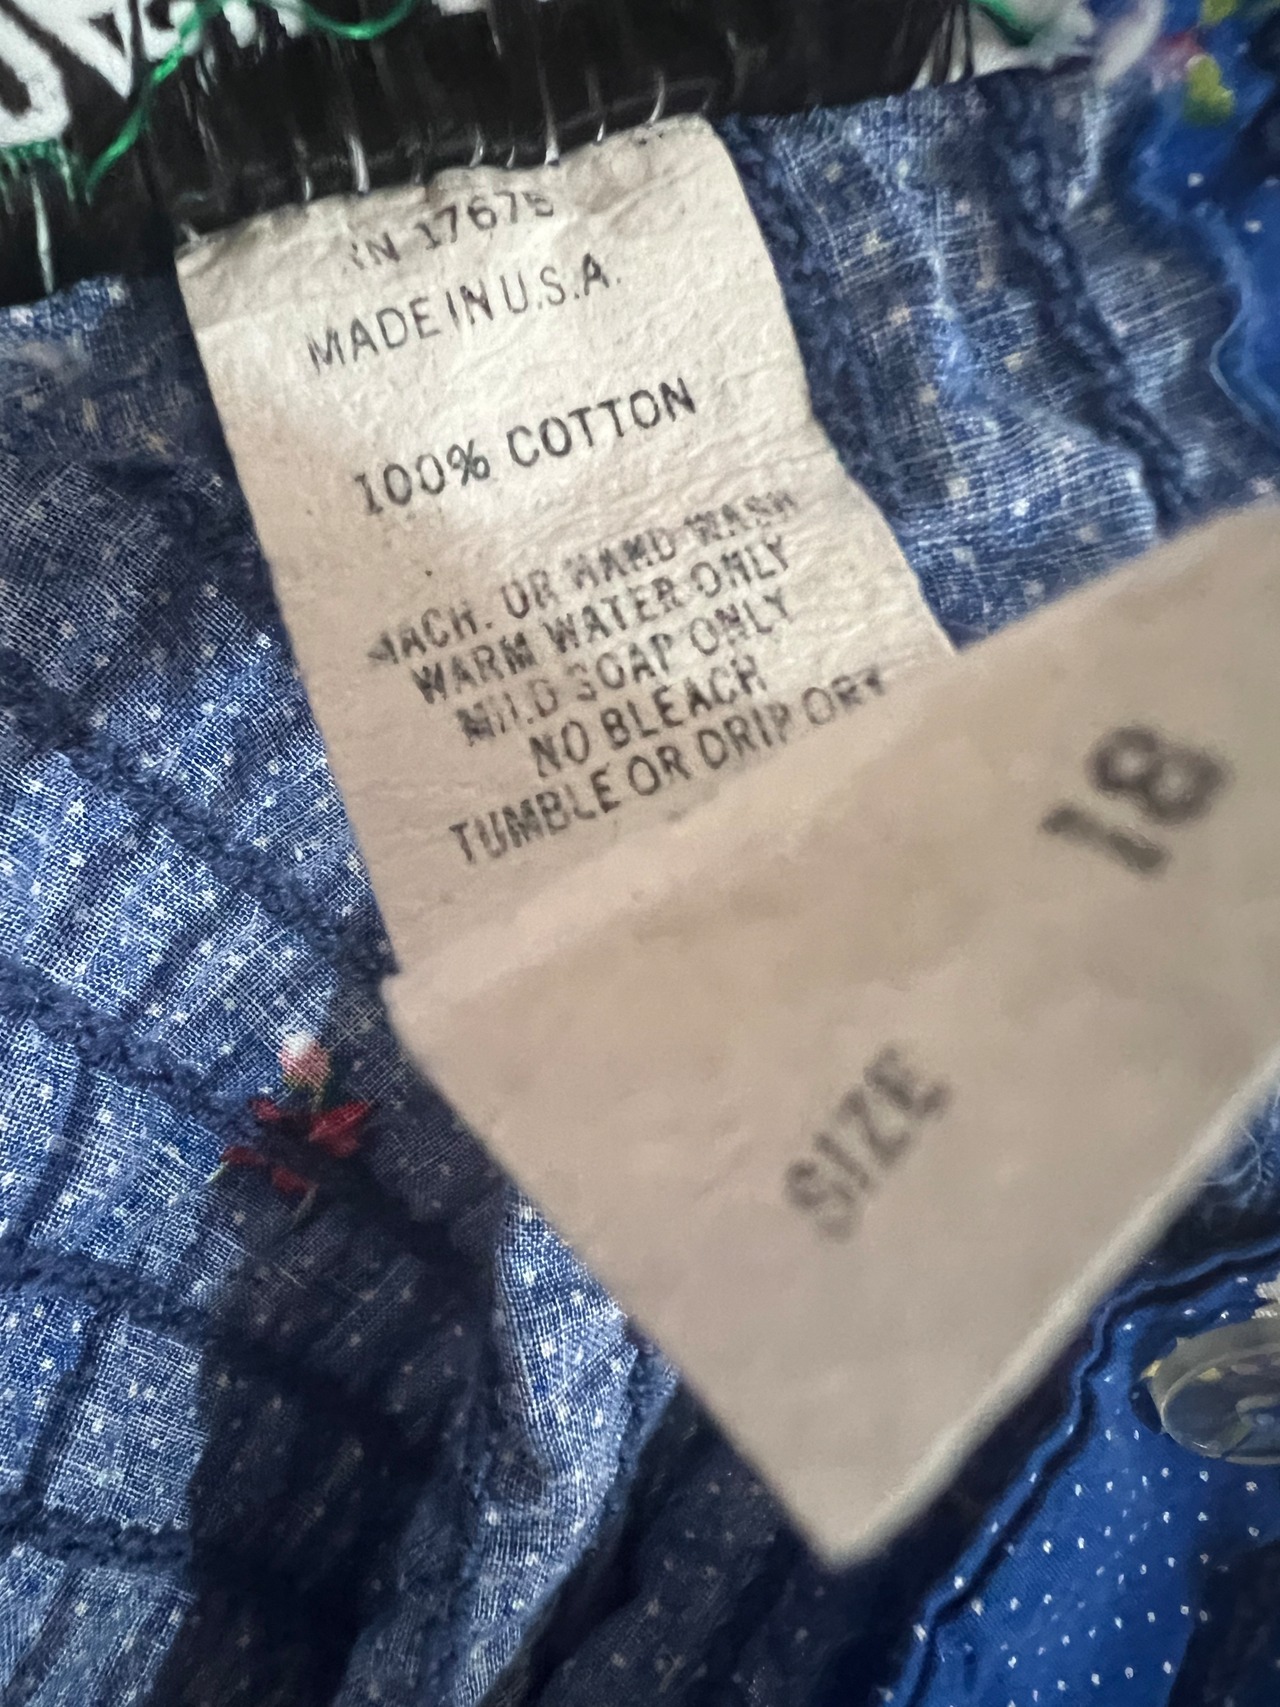 RN 17675
MADE IN U.S.A.
100% COTTON
MACH. OR HAND WASH
WARM WATER ONLY
MILD SOAP ONLY
NO BLEACH
TUMBLE OR DRIP DRY
SIZE 18